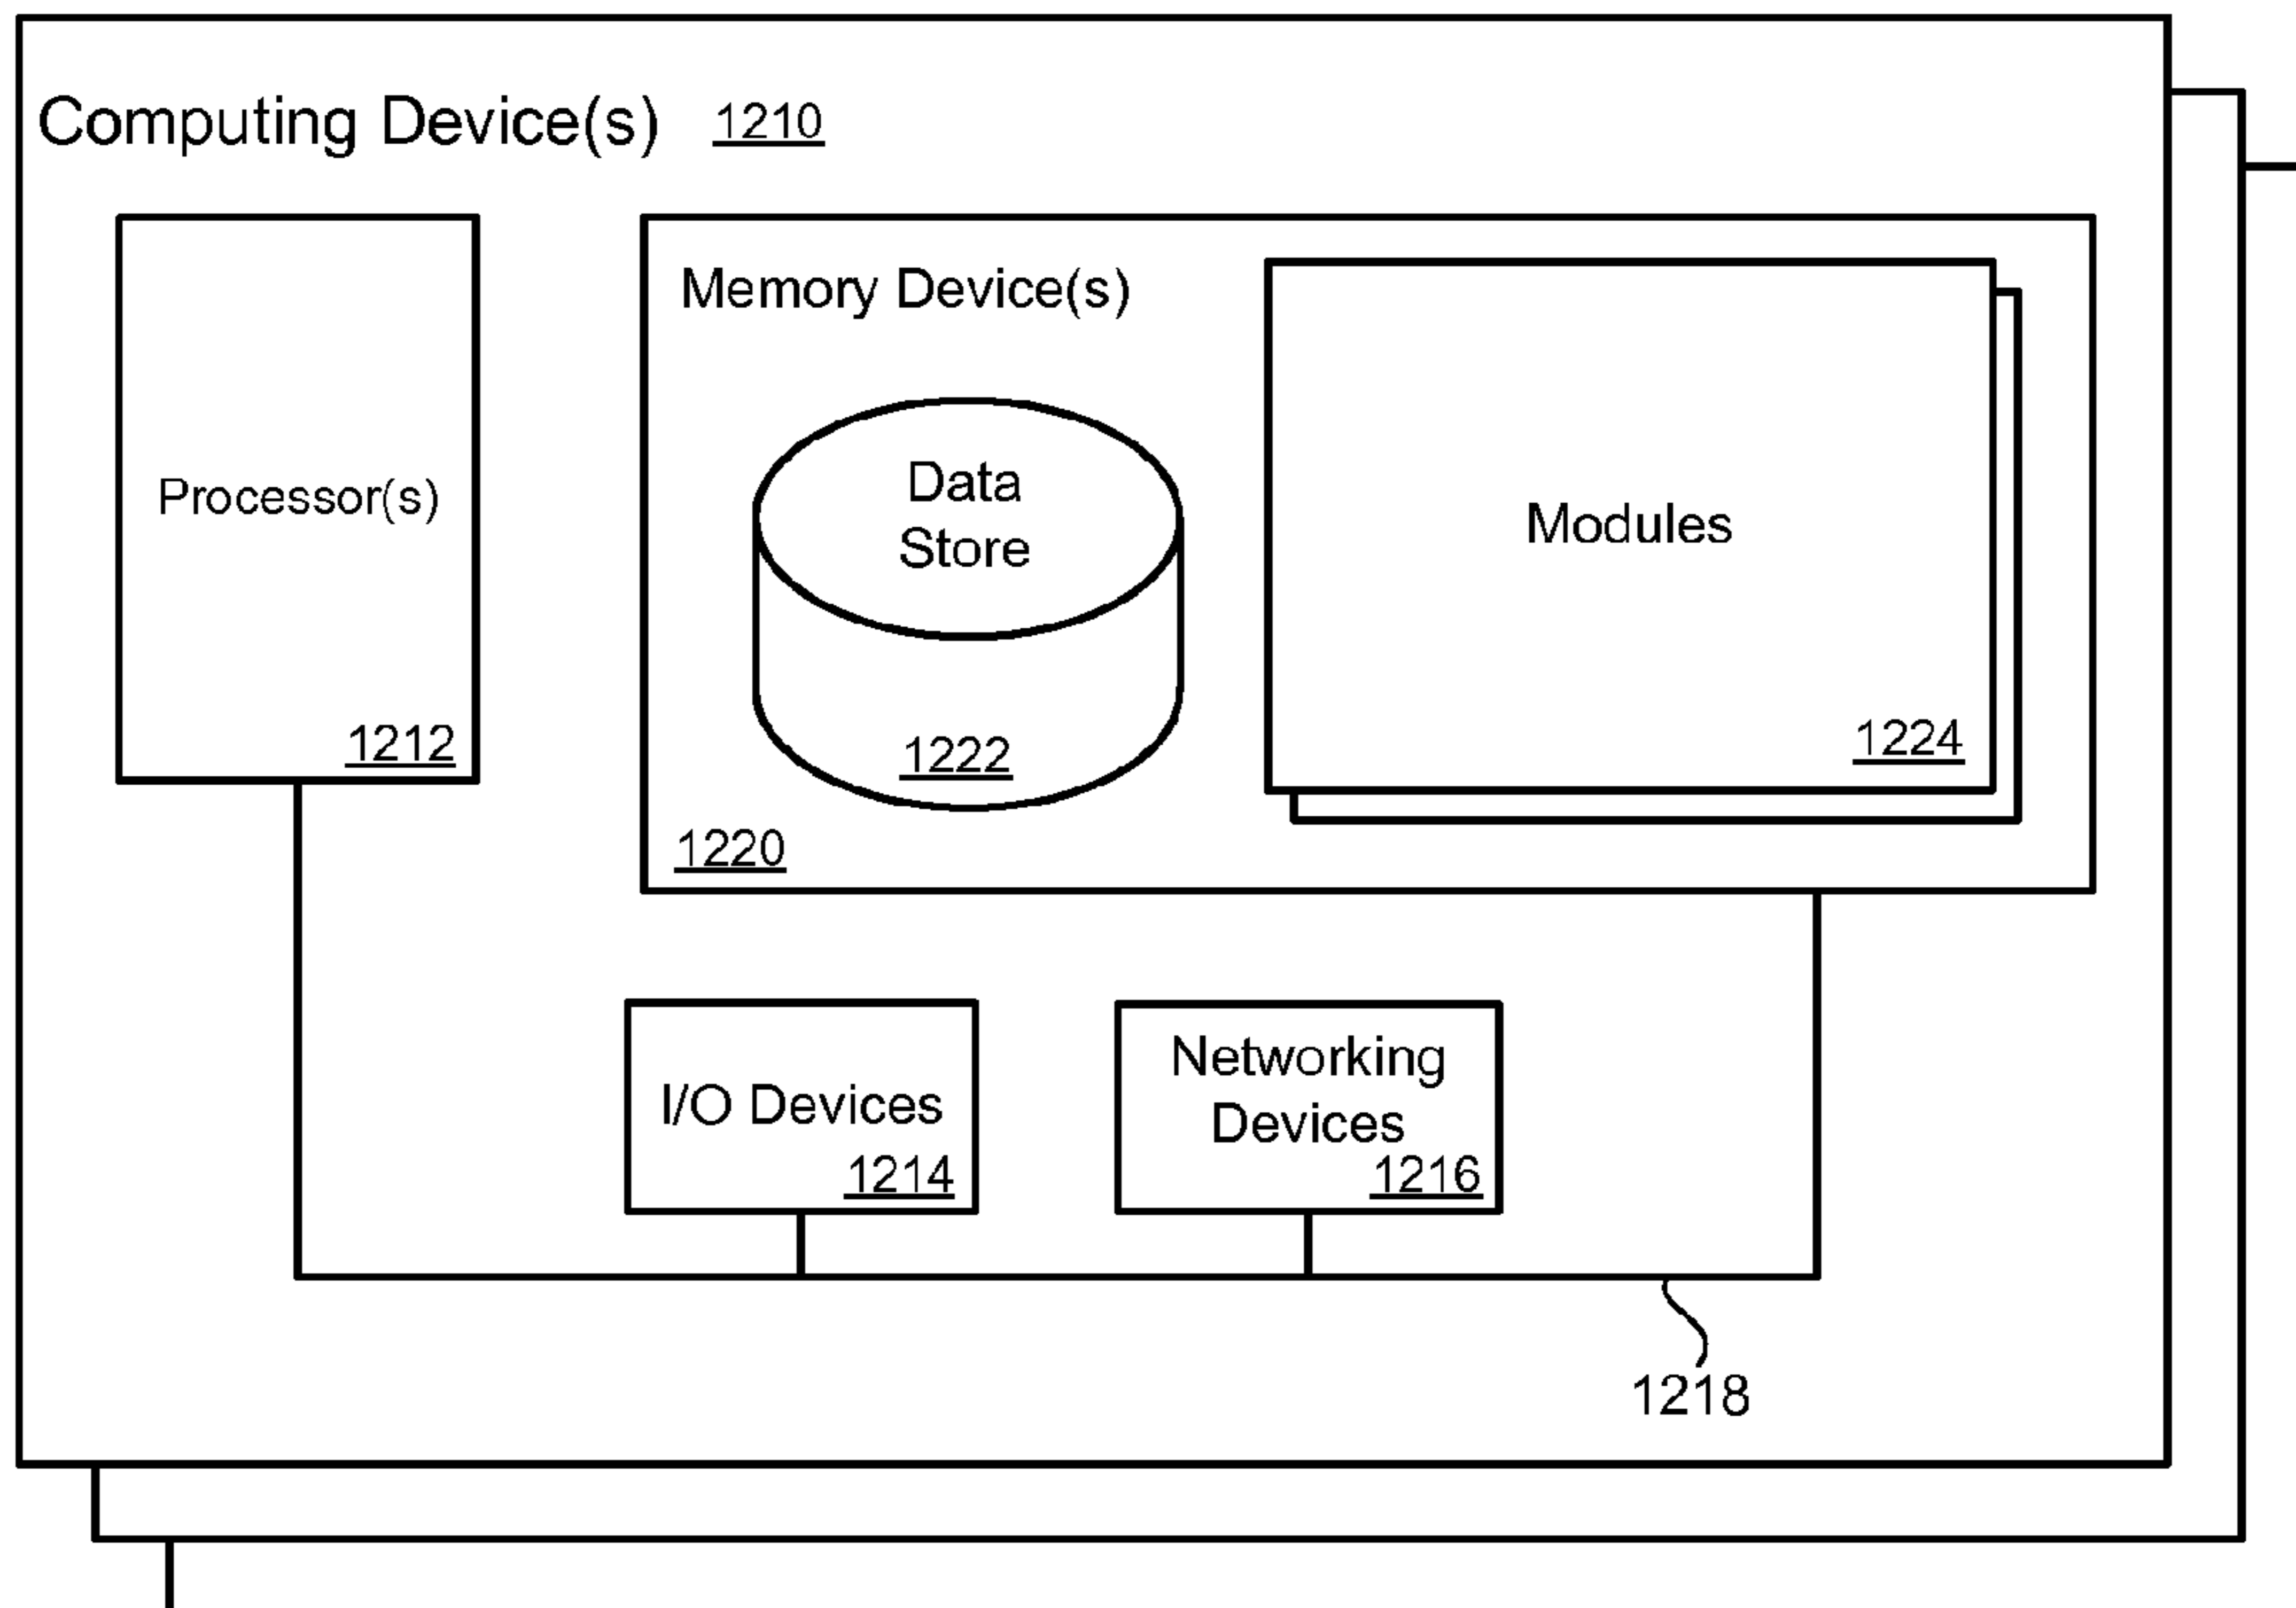 Computing Device(s) 1210
Processor(s)
1212
Memory Device(s)
Data
Store
1222
1220
Modules
1224
I/O Devices
1214
Networking
Devices
1216
1218